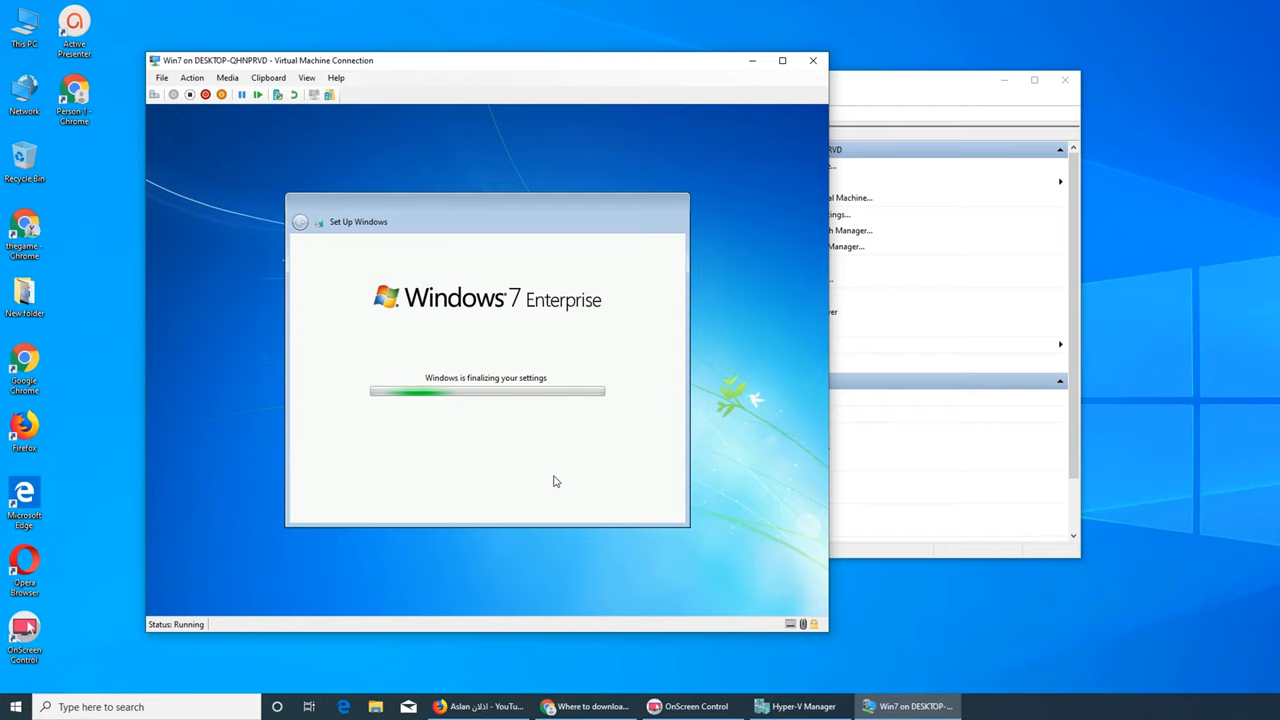 This PC
Active
Presenter
Network
Person 1 -
Chrome
Recycle Bin
thegame -
Chrome
New folder
Google
Chrome
Firefox
Microsoft
Edge
Opera
Browser
OnScreen
Control
Win7 on DESKTOP-QHNPRVD - Virtual Machine Connection
File Action Media View Clipboard Help
Set Up Windows
Windows 7 Enterprise
Windows is finalizing your settings
Status: Running
RVD
...
al Machine...
ings...
h Manager...
Manager...
..
ver
Type here to search
Aslan اذلان - YouTu...
Where to downloa...
OnScreen Control
Hyper-V Manager
Win7 on DESKTOP-...